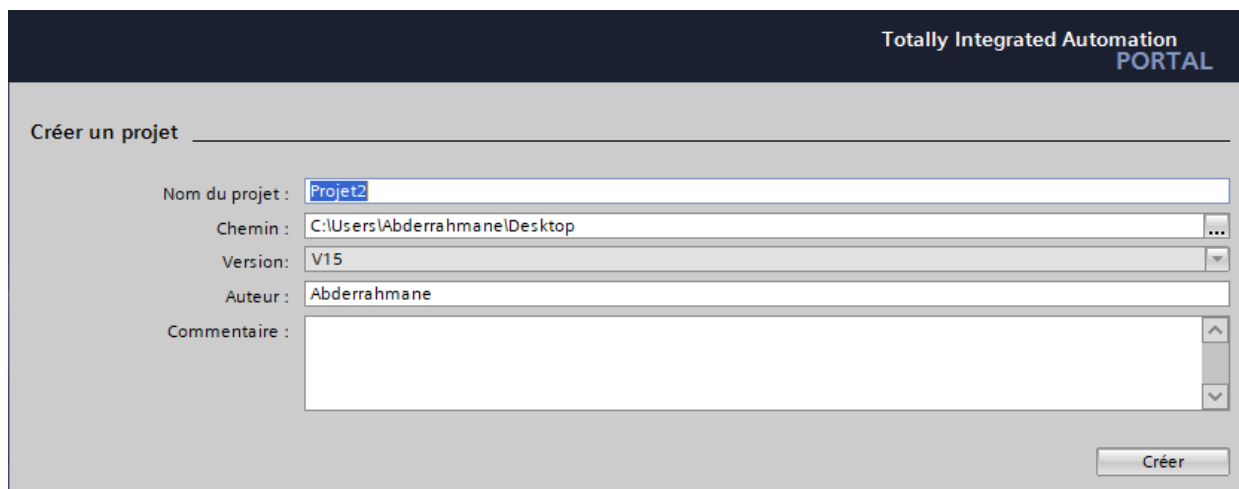 Totally Integrated Automation
PORTAL
Créer un projet
Nom du projet : Projet2
Chemin : C:\Users\Abderrahmane\Desktop ...
Version: V15
Auteur : Abderrahmane
Commentaire :
Créer